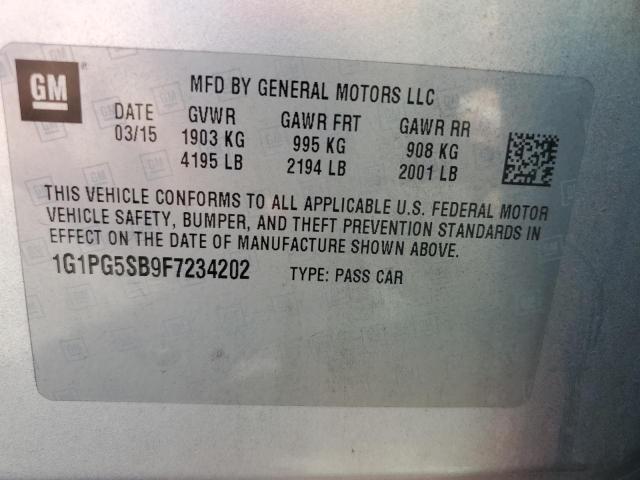 GM
MFD BY GENERAL MOTORS LLC
DATE GVWR GAWR FRT GAWR RR
03/15 1903 KG 995 KG 908 KG
4195 LB 2194 LB 2001 LB
THIS VEHICLE CONFORMS TO ALL APPLICABLE U.S. FEDERAL MOTOR
VEHICLE SAFETY, BUMPER, AND THEFT PREVENTION STANDARDS IN
EFFECT ON THE DATE OF MANUFACTURE SHOWN ABOVE.
1G1PG5SB9F7234202 TYPE: PASS CAR